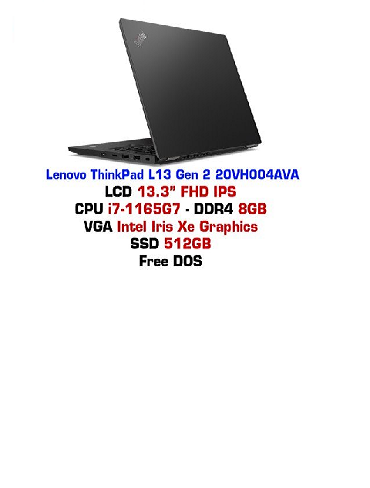 ThinkPad
Lenovo ThinkPad L13 Gen 2 20VH004AVA
LCD 13.3" FHD IPS
CPU i7-1165G7 - DDR4 8GB
VGA Intel Iris Xe Graphics
SSD 512GB
Free DOS